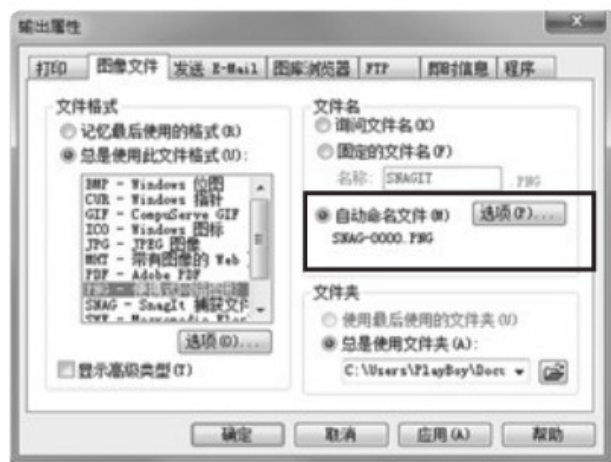 输出属性
打印 图像文件 发送 E-Mail 图库浏览器 FTP 即时信息 程序
文件格式
记忆最后使用的格式(R)
总是使用此文件格式(U):
BMP - Windows 位图
CUR - Windows 指针
GIF - CompuServe GIF
ICO - Windows 图标
JPG - JPEG 图像
MHT - 带有图像的 Web
PDF - Adobe PDF
PNG -
SNAG - SnagIt 捕获文件
选项(O)...
显示高级类型(T)
文件名
询问文件名(K)
固定的文件名(F)
名称: SNAGIT .PNG
自动命名文件(M) 选项(P)...
SNAG-0000.PNG
文件夹
使用最后使用的文件夹(V)
总是使用文件夹(A):
C:\Users\PlayBoy\Docu
确定 取消 应用(A) 帮助